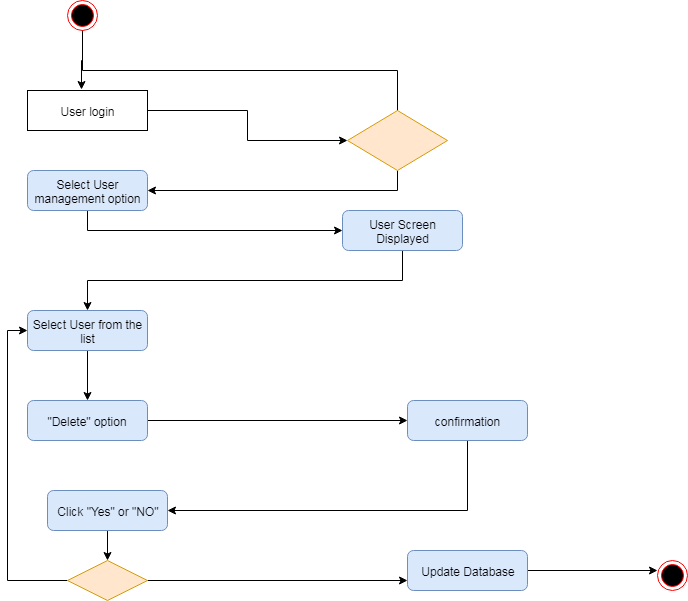 User login
Select User
management option
User Screen
Displayed
Select User from the
list
"Delete" option
confirmation
Click "Yes" or "NO"
Update Database